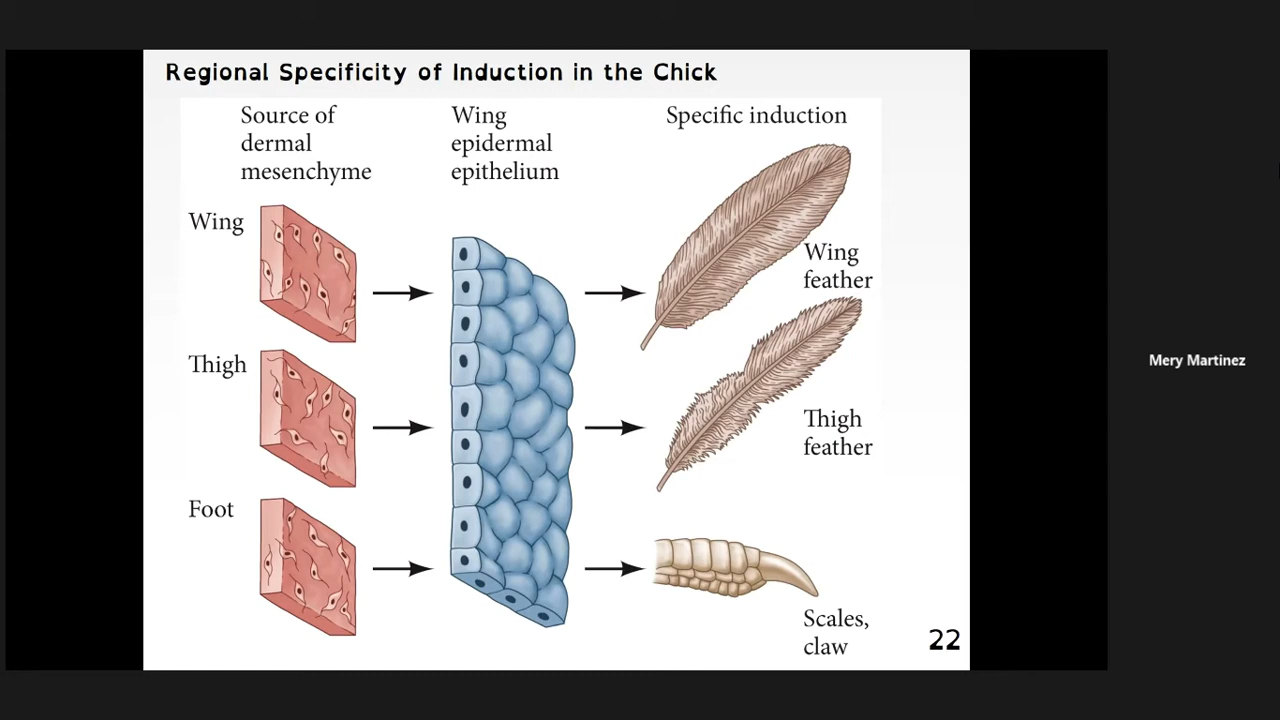 Regional Specificity of Induction in the Chick
Source of
dermal
mesenchyme
Wing
epidermal
epithelium
Specific induction
Wing
Wing
feather
Thigh
Thigh
feather
Foot
Scales,
claw
22
Mery Martinez